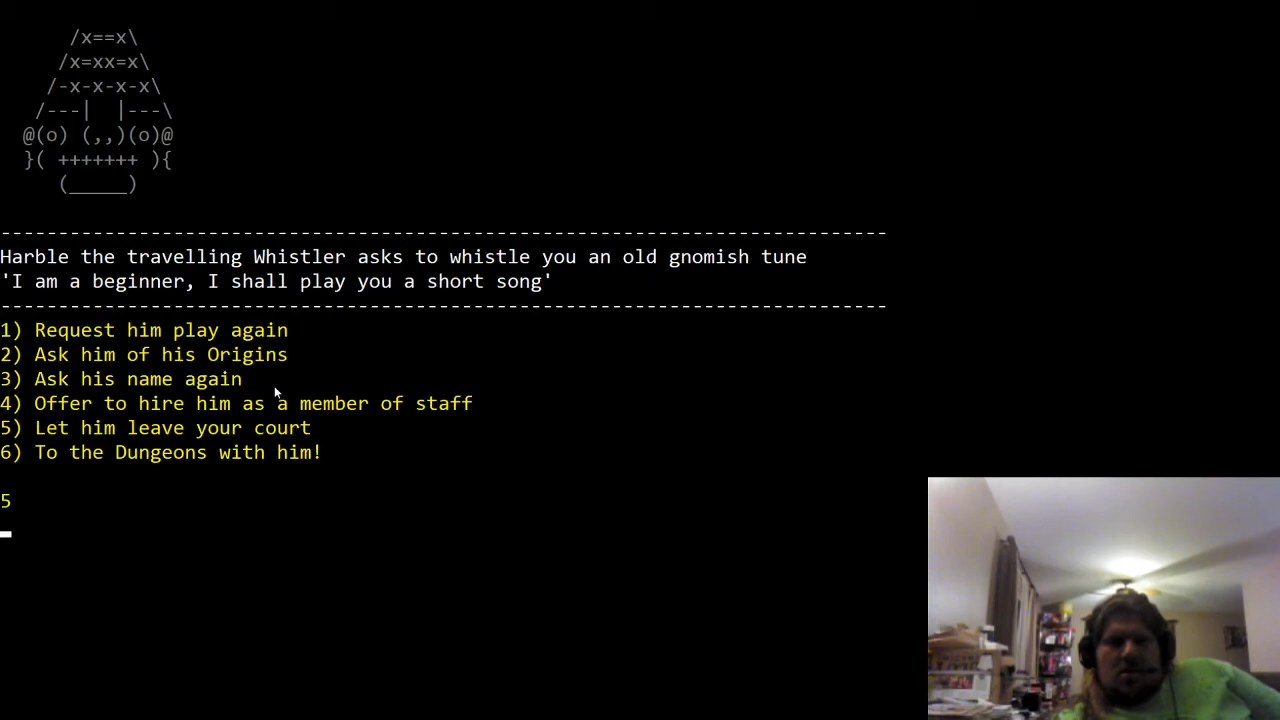 /x==x\
/x=xx=x\
/-x-x-x-x\
/---|  |---\
@(o) (,,)(o)@
}( +++++++ ){
(______)
-----------------------------------------------------------------------------
Harble the travelling Whistler asks to whistle you an old gnomish tune
'I am a beginner, I shall play you a short song'
-----------------------------------------------------------------------------
1) Request him play again
2) Ask him of his Origins
3) Ask his name again
4) Offer to hire him as a member of staff
5) Let him leave your court
6) To the Dungeons with him!
5